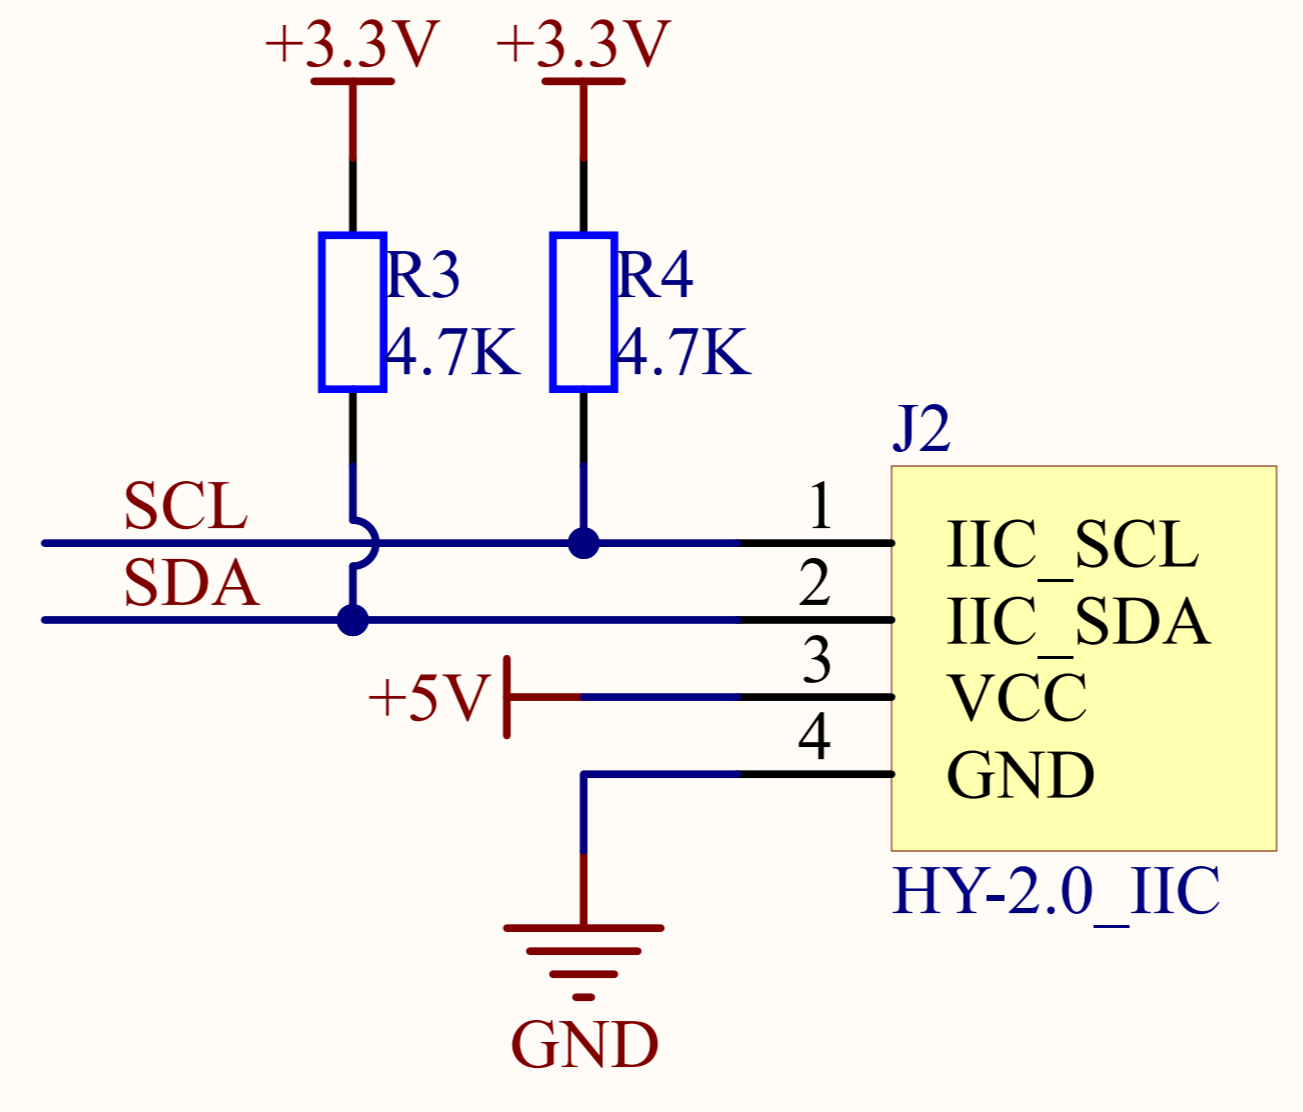 +3.3V +3.3V
R3 R4
4.7K 4.7K
J2
SCL 1 IIC_SCL
SDA 2 IIC_SDA
+5V 3 VCC
4 GND
HY-2.0_IIC
GND